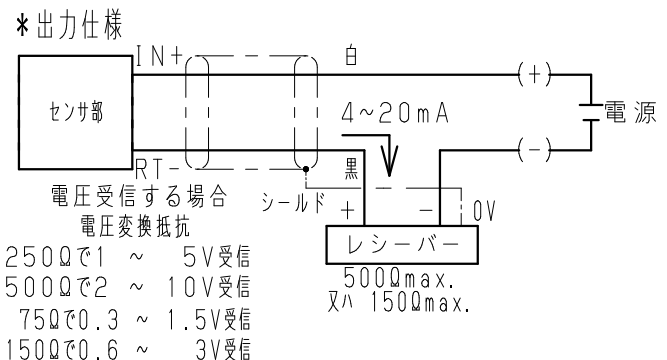 *出力仕様
IN+
白
(+)
センサ部
4~20mA
電源
RT-
黒
(-)
電圧受信する場合
シールド
+
-
0V
電圧変換抵抗
レシーバー
250Ωで1 ~ 5V受信
500Ωmax.
500Ωで2 ~ 10V受信
又ハ 150Ωmax.
75Ωで0.3 ~ 1.5V受信
150Ωで0.6 ~ 3V受信